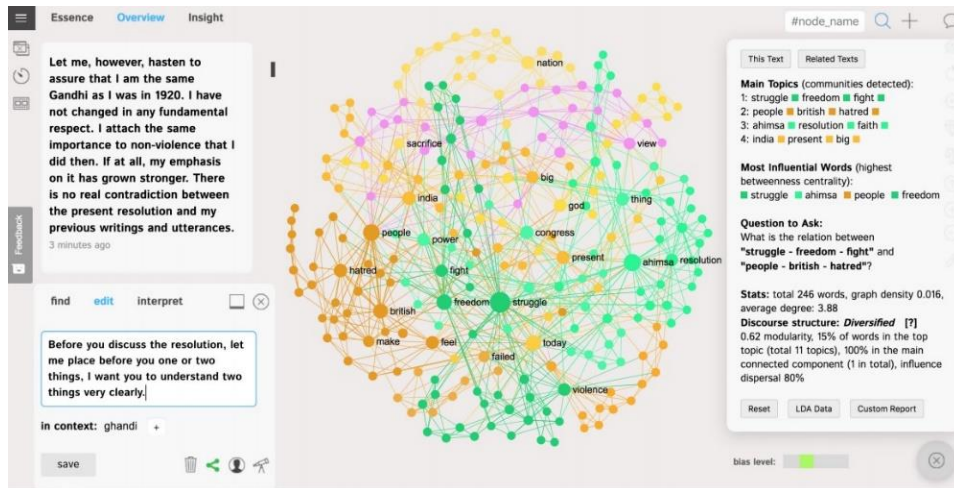 Essence Overview Insight
#node_name
Let me, however, hasten to
assure that I am the same
Gandhi as I was in 1920. I have
not changed in any fundamental
respect. I attach the same
importance to non-violence that I
did then. If at all, my emphasis
on it has grown stronger. There
is no real contradiction between
the present resolution and my
previous writings and utterances.
3 minutes ago
Feedback
find edit interpret
Before you discuss the resolution, let
me place before you one or two
things, I want you to understand two
things very clearly.
in context: ghandi +
save
nation
sacrifice
view
big
india
god
thing
people
power
congress
present
hatred
fight
ahimsa
resolution
freedom
struggle
british
make
feel
today
failed
violence
This Text Related Texts
Main Topics (communities detected):
1: struggle freedom fight
2: people british hatred
3: ahimsa resolution faith
4: india present big
Most Influential Words (highest
betweenness centrality):
struggle ahimsa people freedom
Question to Ask:
What is the relation between
"struggle - freedom - fight" and
"people - british - hatred"?
Stats: total 246 words, graph density 0.016,
average degree: 3.88
Discourse structure: Diversified [?]
0.62 modularity, 15% of words in the top
topic (total 11 topics), 100% in the main
connected component (1 in total), influence
dispersal 80%
Reset LDA Data Custom Report
bias level: